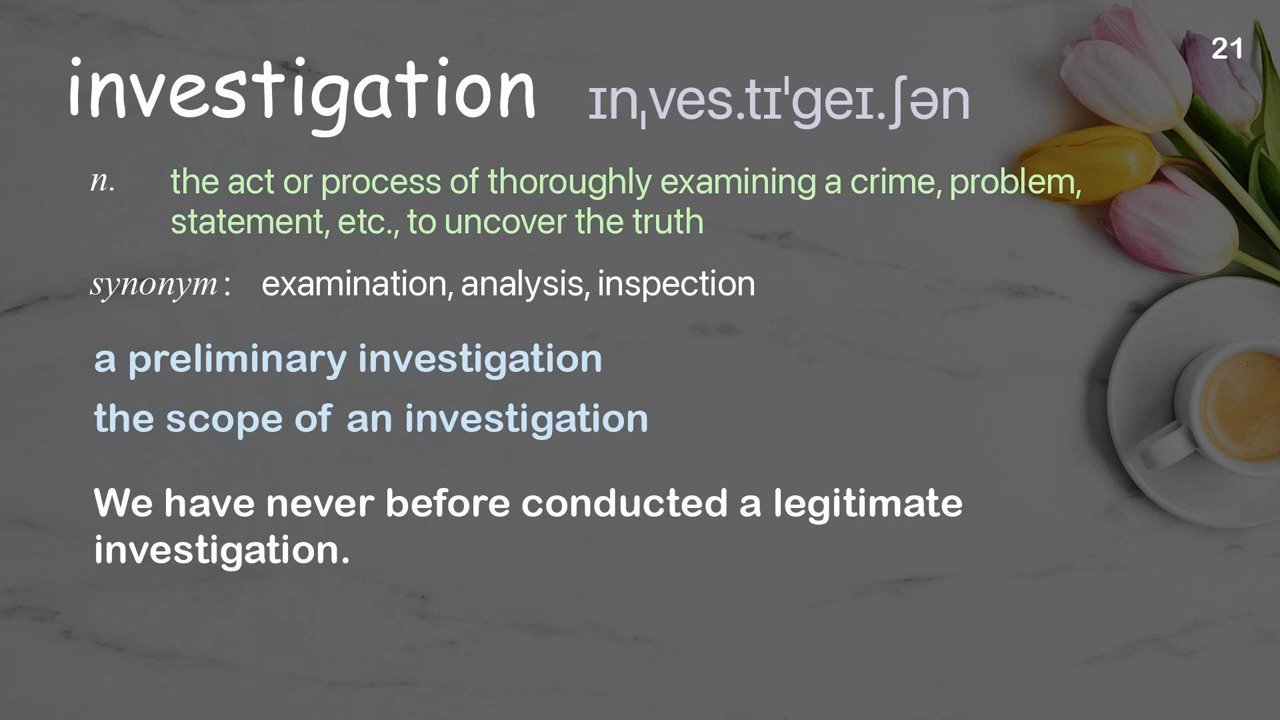 21
investigation ɪnˌves.tɪˈɡeɪ.ʃən
n. the act or process of thoroughly examining a crime, problem,
statement, etc., to uncover the truth
synonym : examination, analysis, inspection
a preliminary investigation
the scope of an investigation
We have never before conducted a legitimate
investigation.